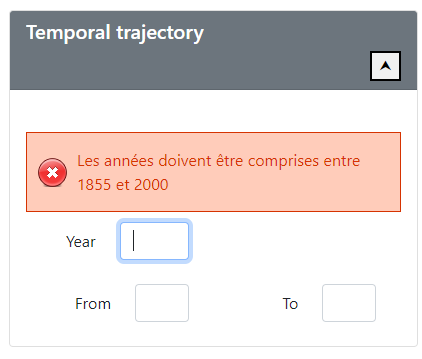 Temporal trajectory
Les années doivent être comprises entre
1855 et 2000
Year
From To